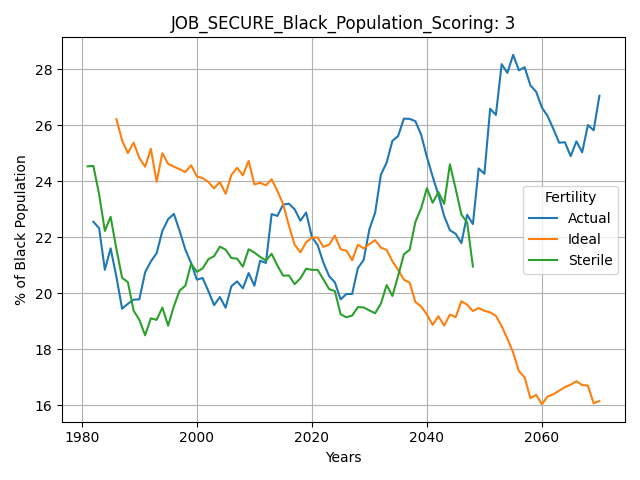 JOB_SECURE_Black_Population_Scoring: 3
% of Black Population
28
26
24
22
20
18
16
Fertility
Actual
Ideal
Sterile
1980 2000 2020 2040 2060
Years